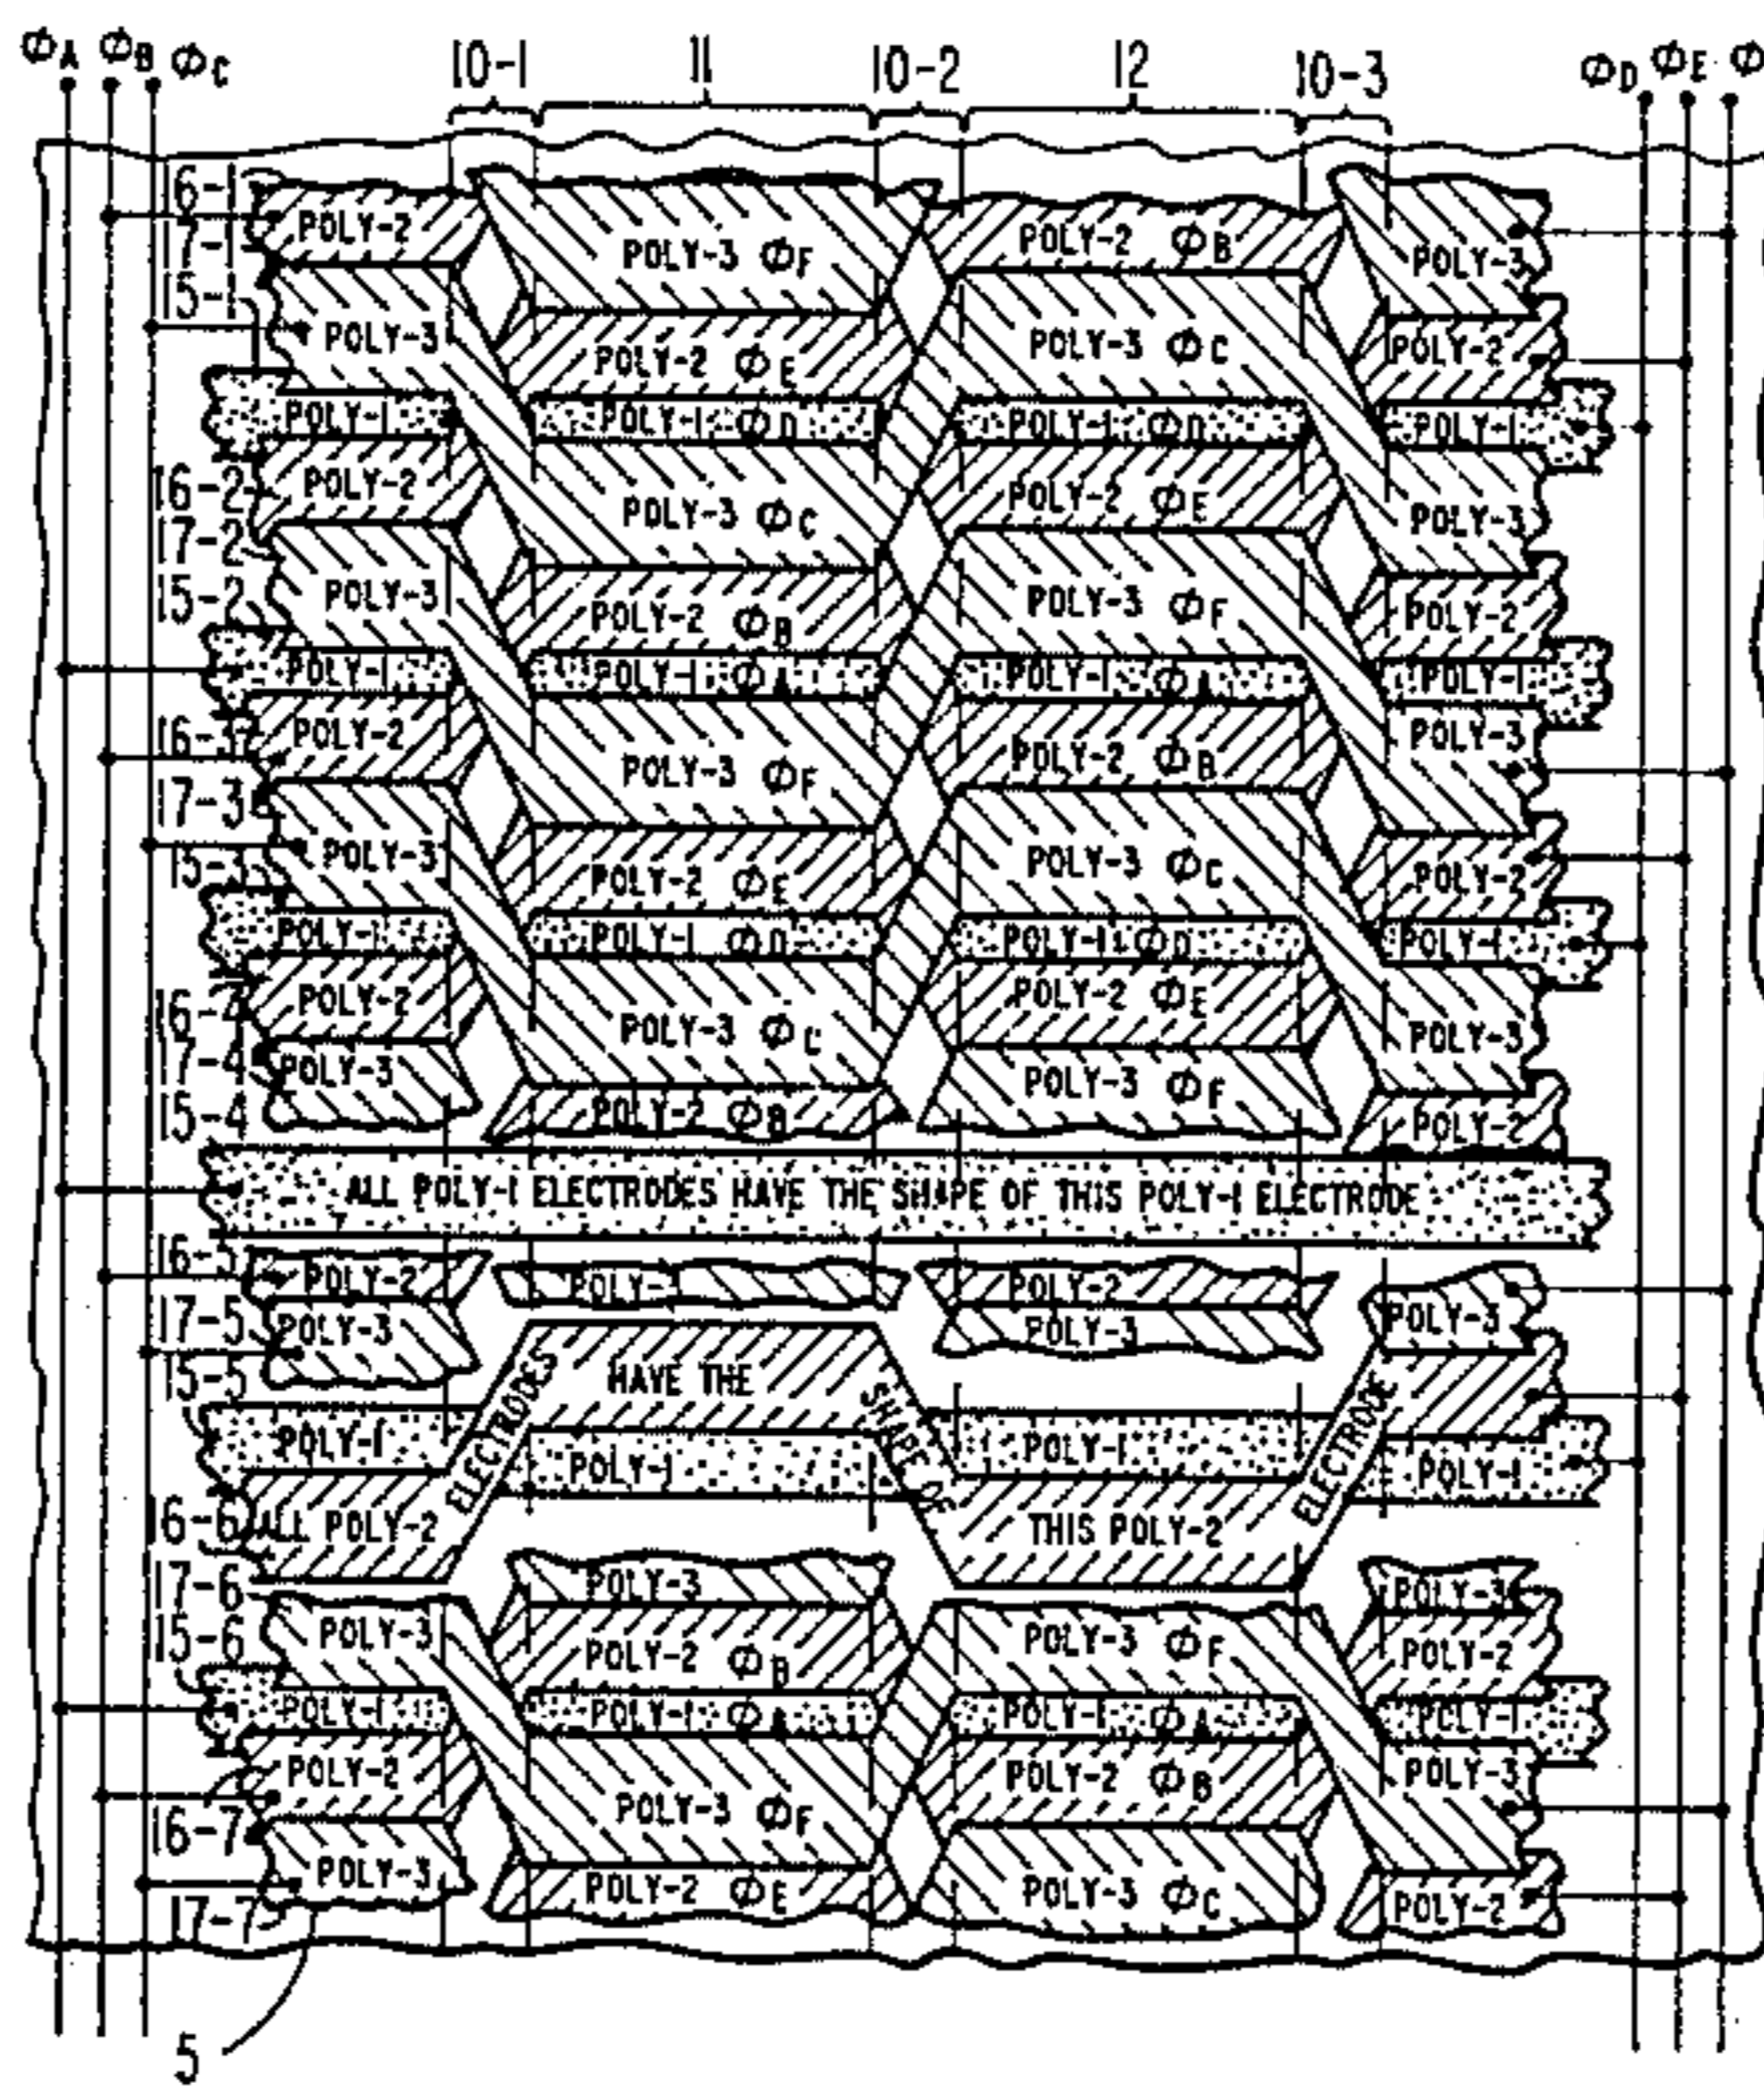 ΦA ΦB ΦC 10-1 11 10-2 12 10-3 ΦD ΦE Φ
16-1
POLY-2 POLY-3 ΦF POLY-2 ΦB POLY-3
17-1
15-1
POLY-3 POLY-2 ΦE POLY-3 ΦC POLY-2
POLY-1 POLY-1 ΦD POLY-1 ΦD POLY-1
16-2
POLY-2 POLY-3 ΦC POLY-2 ΦE POLY-3
17-2
15-2
POLY-3 POLY-2 ΦB POLY-3 ΦF POLY-2
POLY-1 POLY-1 ΦA POLY-1 ΦA POLY-1
16-3
POLY-2 POLY-3 ΦF POLY-2 ΦB POLY-3
17-3
15-3
POLY-3 POLY-2 ΦE POLY-3 ΦC POLY-2
POLY-1 POLY-1 ΦD POLY-1 ΦD POLY-1
16-4
POLY-2 POLY-3 ΦC POLY-2 ΦE POLY-3
17-4
15-4
POLY-3 POLY-2 ΦB POLY-3 ΦF POLY-2
ALL POLY-1 ELECTRODES HAVE THE SHAPE OF THIS POLY-1 ELECTRODE
16-5
POLY-2 POLY- POLY-2 POLY-3
17-5
POLY-3 POLY-3
15-5
POLY-1 POLY-1 POLY-1 POLY-1
16-6
ALL POLY-2 ELECTRODES HAVE THE SHAPE OF THIS POLY-2 ELECTRODE
17-6
POLY-3 POLY-3
15-6
POLY-3 POLY-2 ΦB POLY-3 ΦF POLY-2
POLY-1 POLY-1 ΦA POLY-1 ΦA POLY-1
POLY-2 POLY-3 ΦF POLY-2 ΦB POLY-3
16-7
POLY-3 POLY-2 ΦE POLY-3 ΦC POLY-2
17-7
5